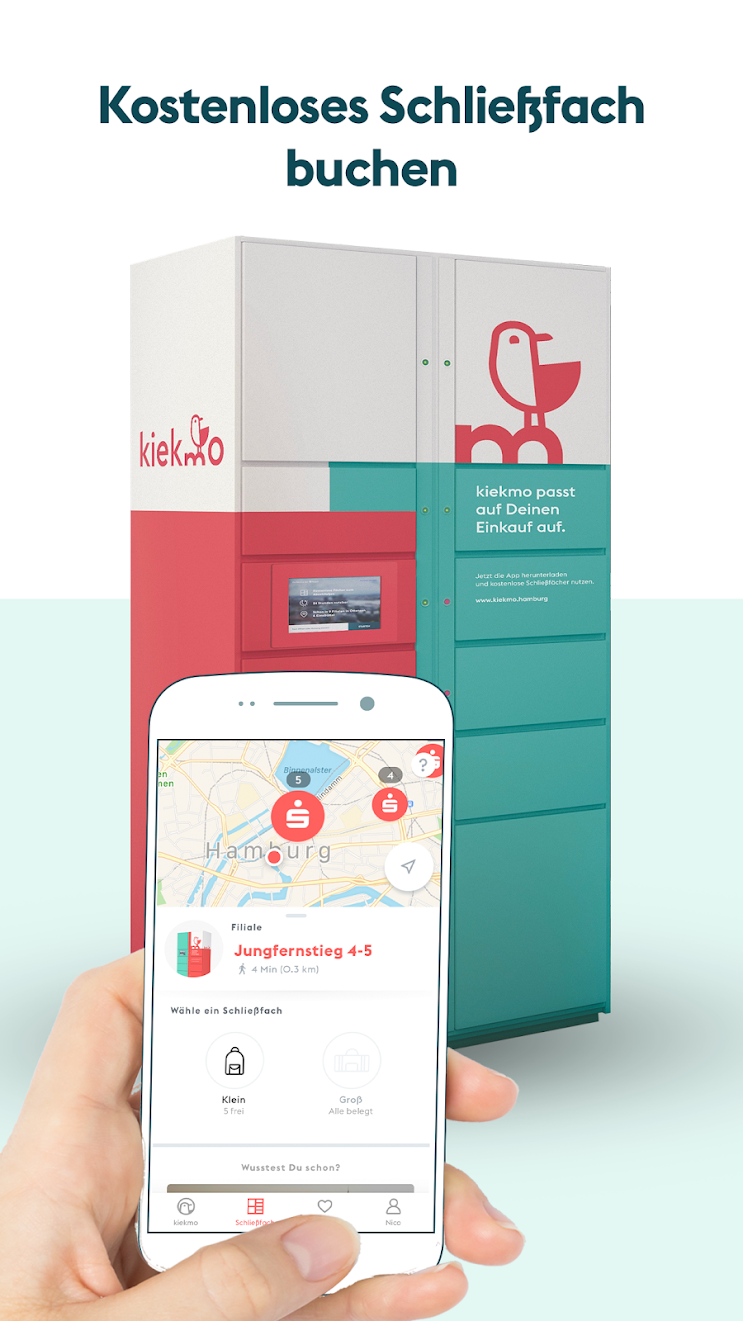 Kostenloses Schließfach
buchen
kiekmo
m
kiekmo passt
auf Deinen
Einkauf auf.
Jetzt die App herunterladen
und kostenlose Schließfächer nutzen.
www.kiekmo.hamburg
Binnenalster
5
4
?
Hamburg
Filiale
Jungfernstieg 4-5
4 Min (0.3 km)
Wähle ein Schließfach
Klein
5 frei
Groß
Alle belegt
Wusstest Du schon?
kiekmo
Schließfach
Nico